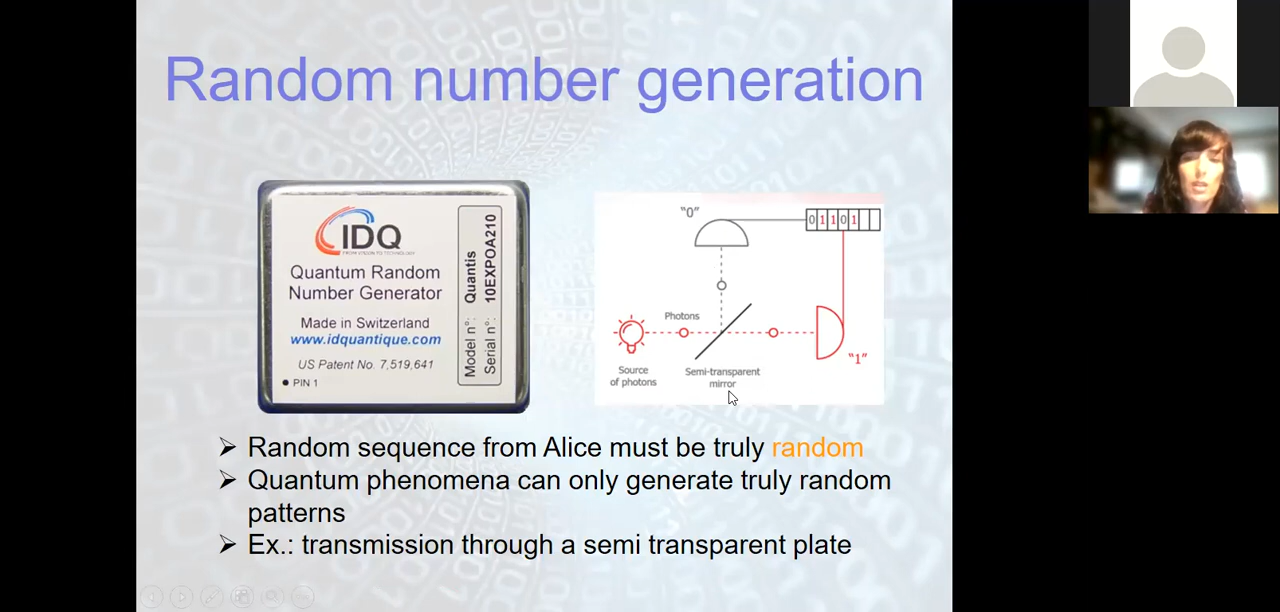 Random number generation
IDQ
FROM VISION TO TECHNOLOGY
Quantum Random
Number Generator
Made in Switzerland
www.idquantique.com
US Patent No. 7,519,641
PIN 1
Model n°: Quantis
Serial n°: 10EXPOA210
"0"
0 1 1 0 1
Photons
"1"
Source
of photons
Semi-transparent
mirror
➢ Random sequence from Alice must be truly random
➢ Quantum phenomena can only generate truly random
patterns
➢ Ex.: transmission through a semi transparent plate